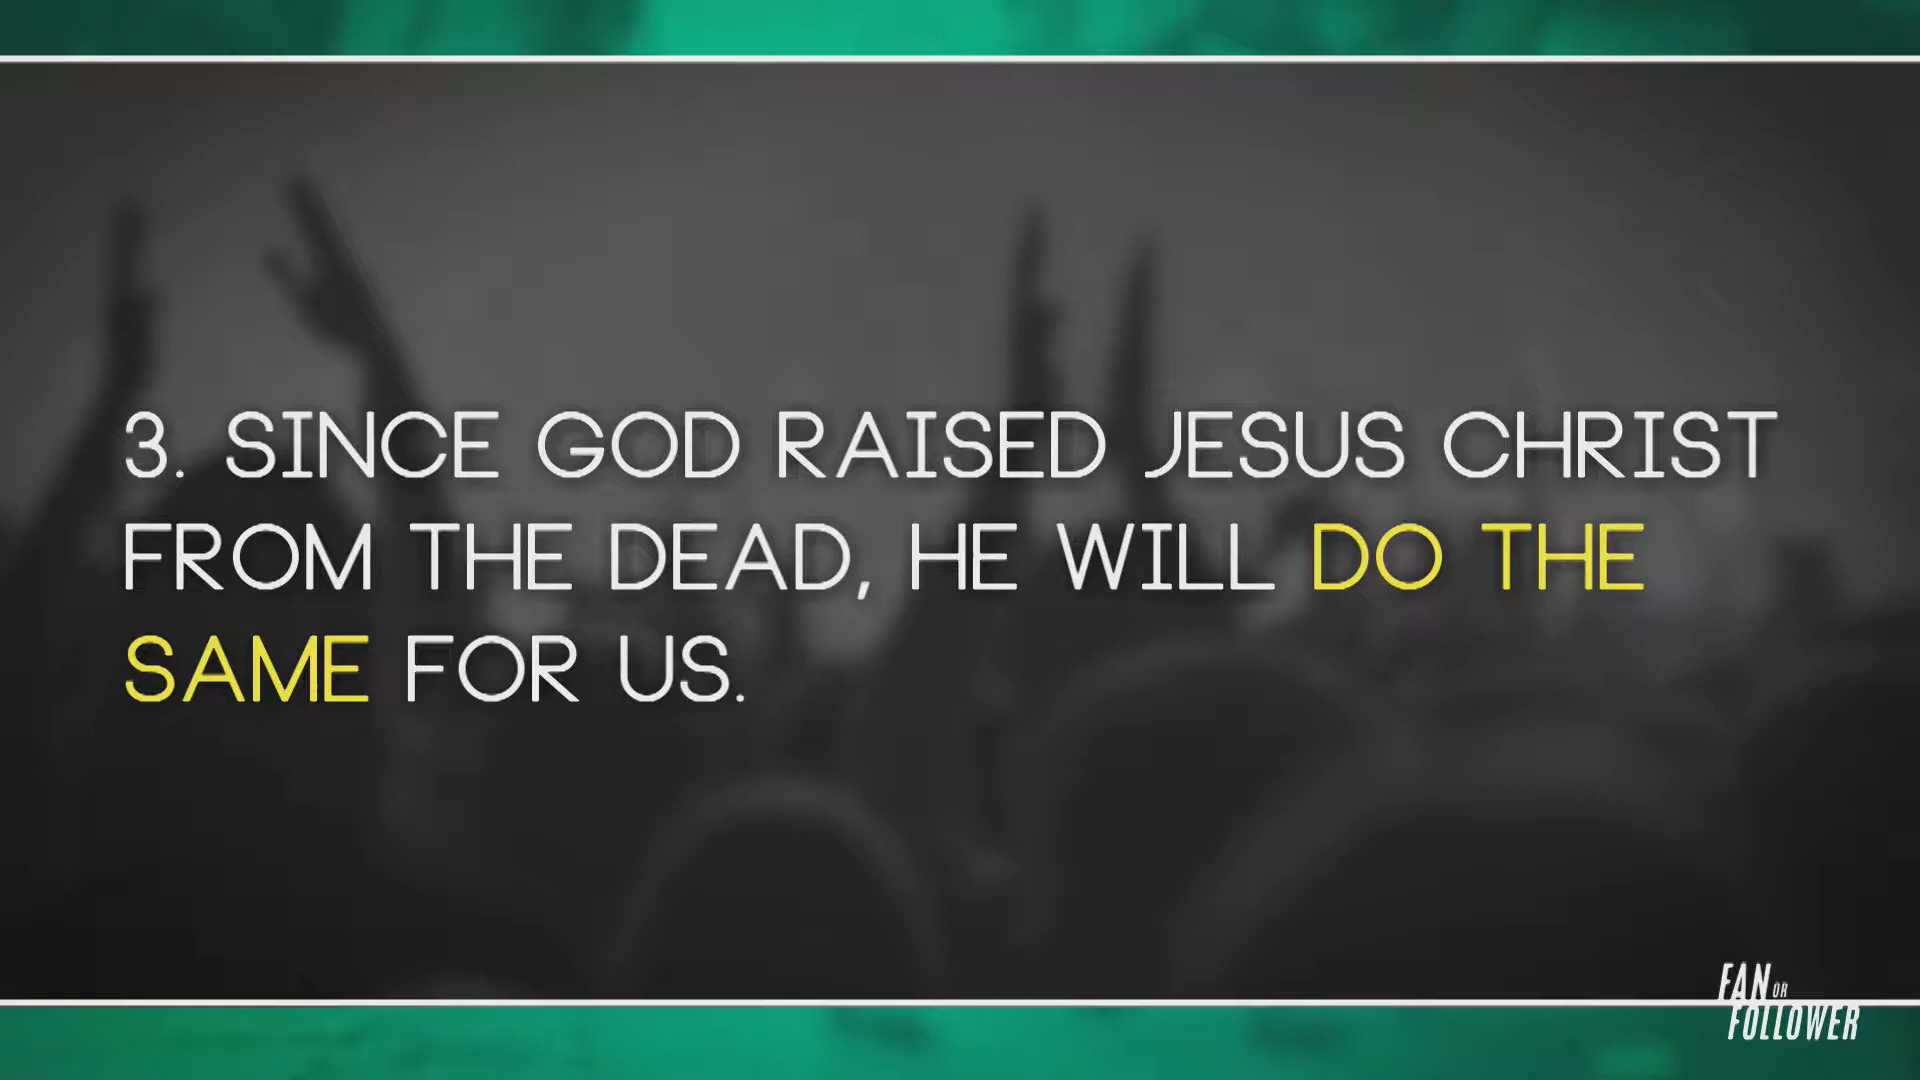 3. SINCE GOD RAISED JESUS CHRIST
FROM THE DEAD, HE WILL DO THE
SAME FOR US.
FAN OR
FOLLOWER